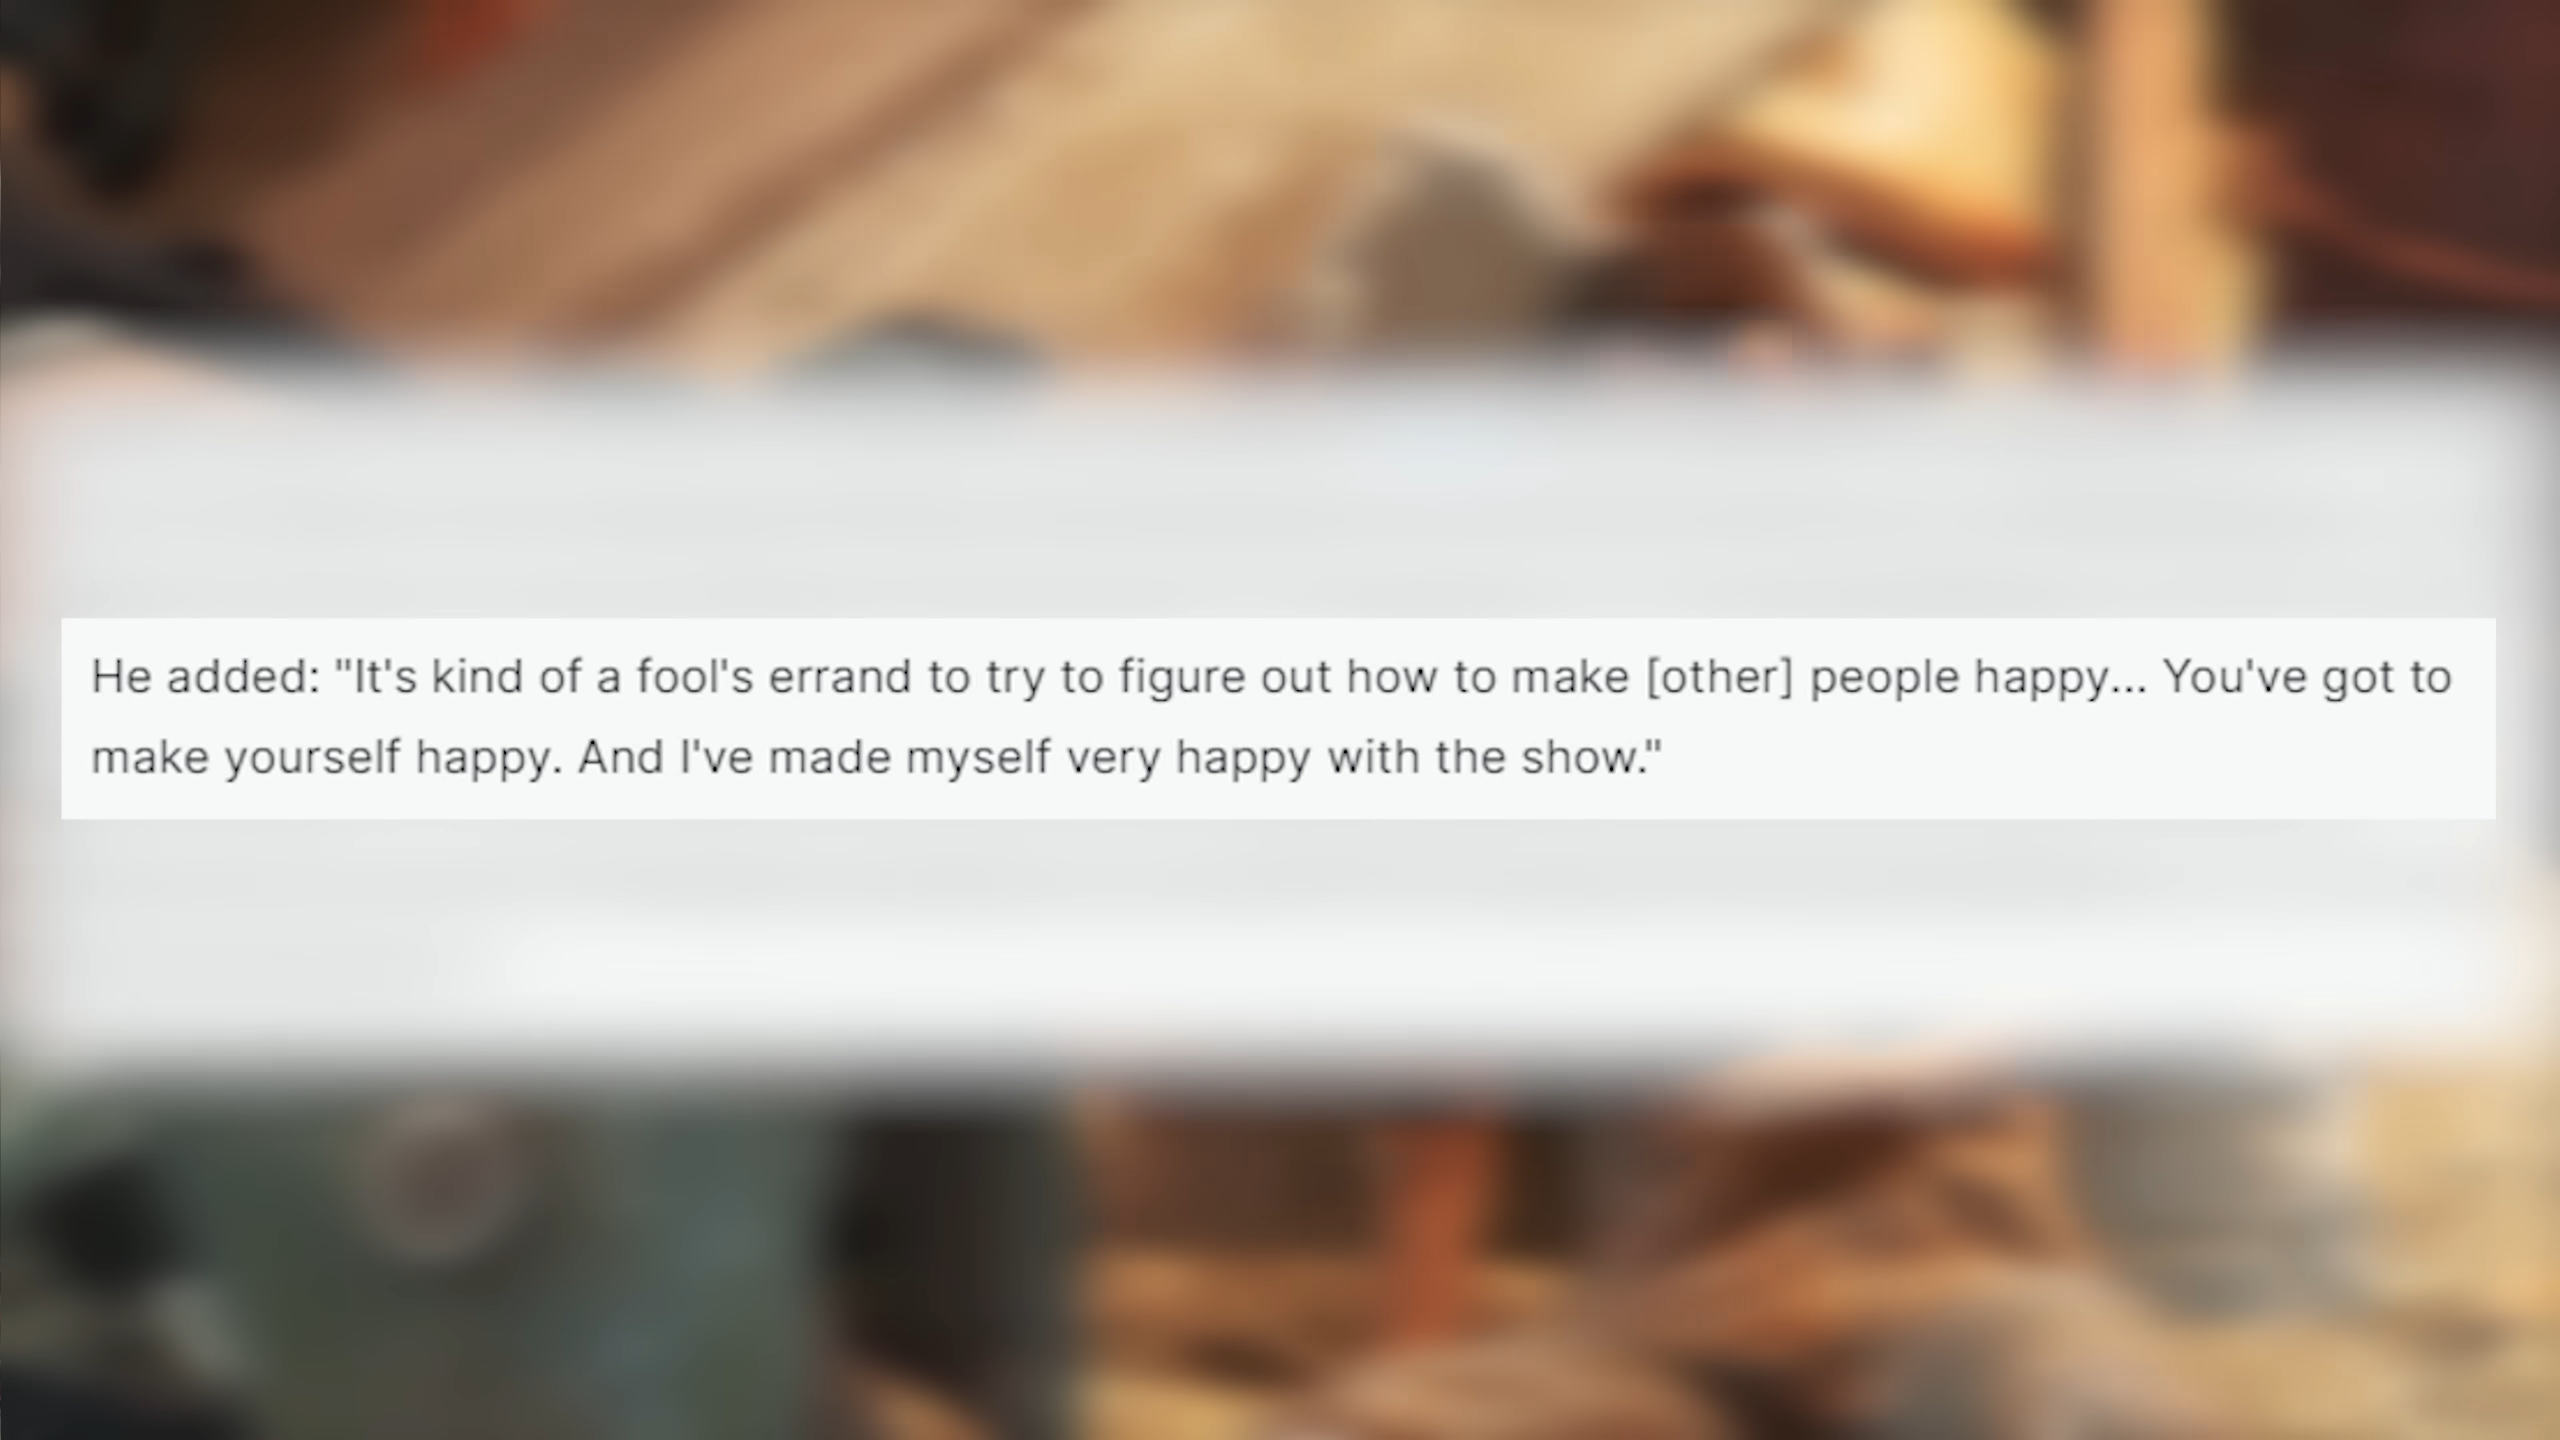 He added: "It's kind of a fool's errand to try to figure out how to make [other] people happy... You've got to
make yourself happy. And I've made myself very happy with the show."